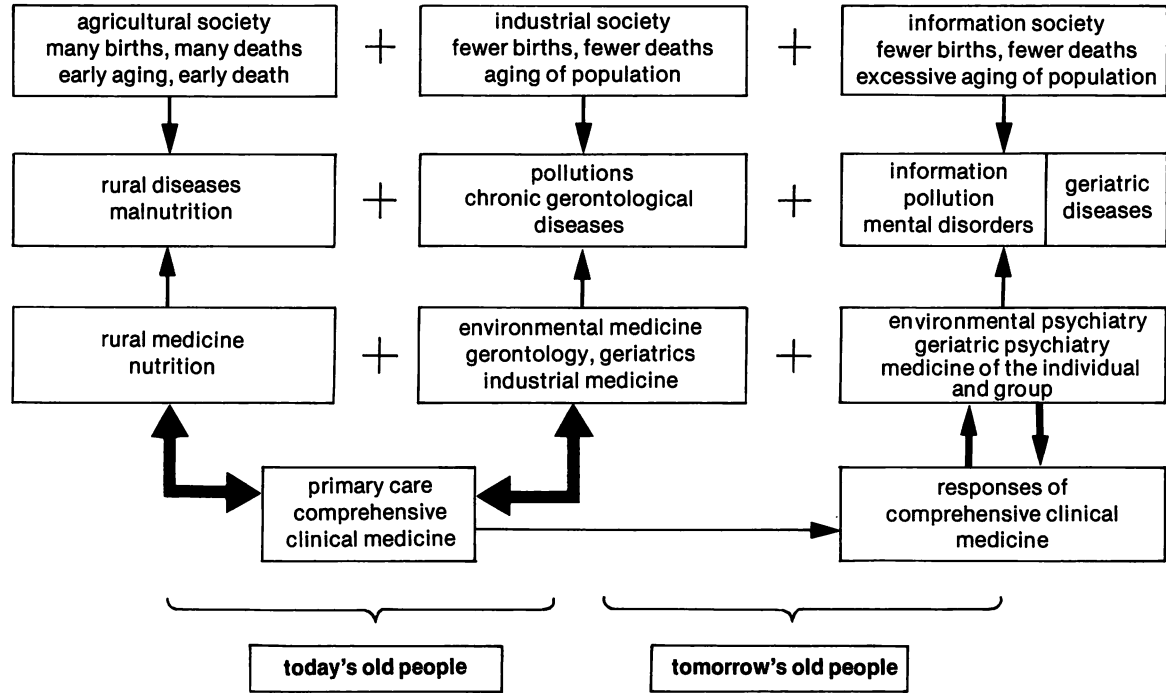 agricultural society
many births, many deaths
early aging, early death
+
industrial society
fewer births, fewer deaths
aging of population
+
information society
fewer births, fewer deaths
excessive aging of population
rural diseases
malnutrition
+
pollutions
chronic gerontological
diseases
+
information
pollution
mental disorders
geriatric
diseases
rural medicine
nutrition
+
environmental medicine
gerontology, geriatrics
industrial medicine
+
environmental psychiatry
geriatric psychiatry
medicine of the individual
and group
primary care
comprehensive
clinical medicine
responses of
comprehensive clinical
medicine
today's old people
tomorrow's old people